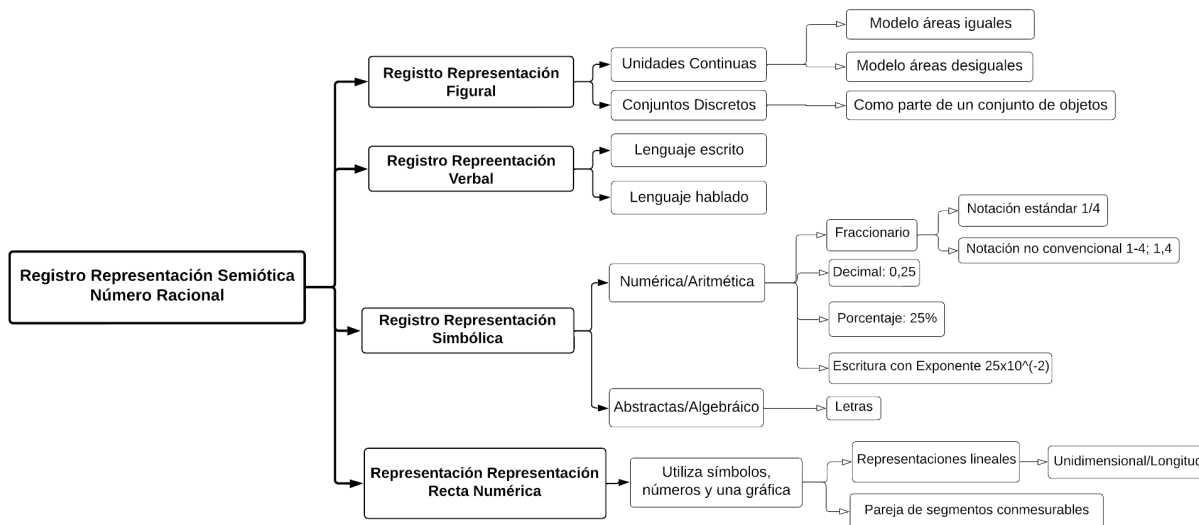 Modelo áreas iguales
Registto Representación
Figural
Unidades Continuas
Modelo áreas desiguales
Conjuntos Discretos
Como parte de un conjunto de objetos
Registro Repreentación
Verbal
Lenguaje escrito
Lenguaje hablado
Registro Representación Semiótica
Número Racional
Registro Representación
Simbólica
Numérica/Aritmética
Fraccionario
Notación estándar 1/4
Notación no convencional 1-4; 1,4
Decimal: 0,25
Porcentaje: 25%
Escritura con Exponente 25x10^(-2)
Abstractas/Algebráico
Letras
Representación Representación
Recta Numérica
Utiliza símbolos,
números y una gráfica
Representaciones lineales
Unidimensional/Longitud
Pareja de segmentos conmesurables